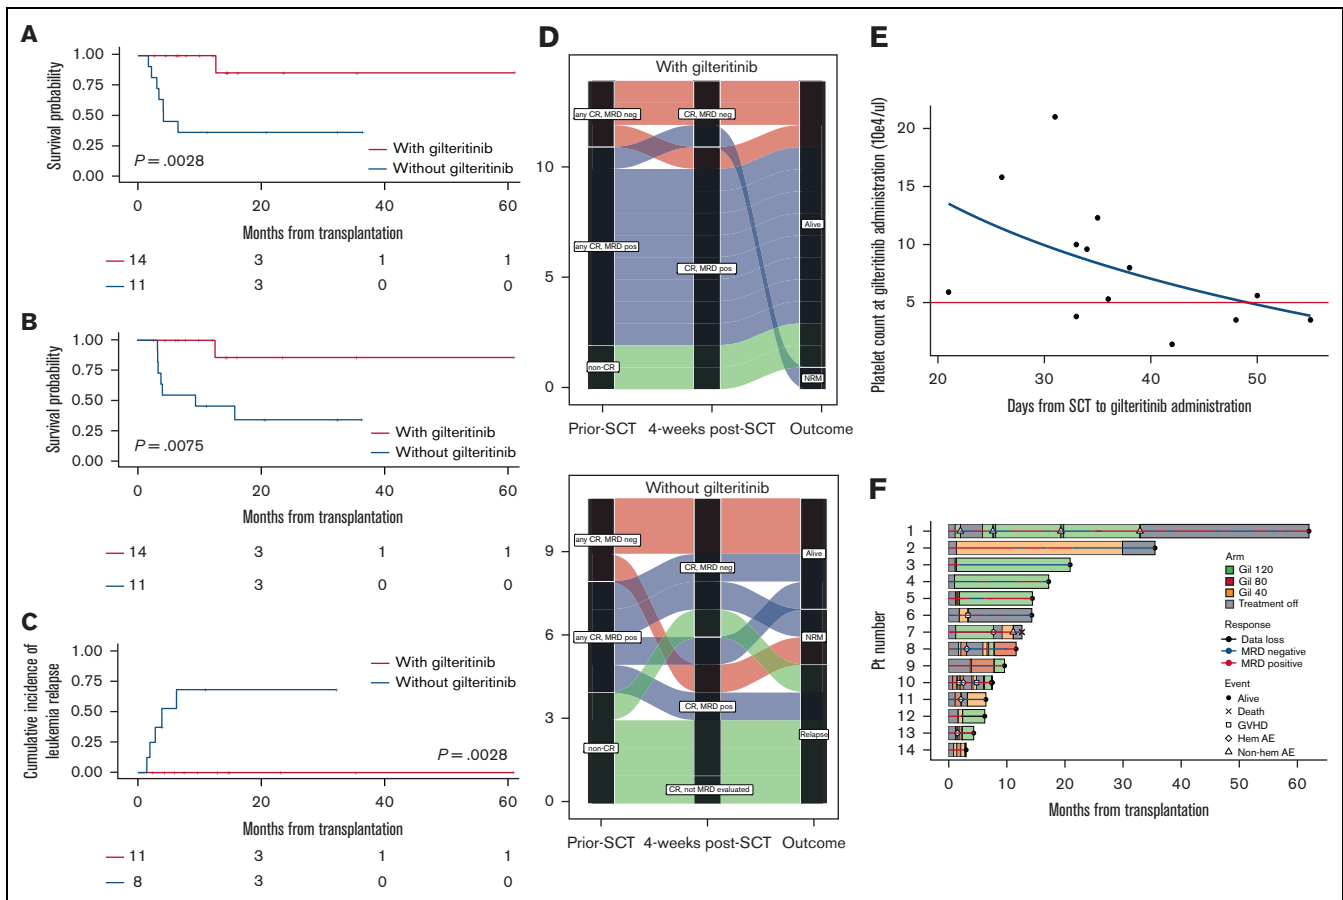 A
Survival probability
1.00
0.75
0.50
0.25
0.00
P = .0028
With gilteritinib
Without gilteritinib
0 20 40 60
Months from transplantation
14 3 1 1
11 3 0 0
B
Survival probability
1.00
0.75
0.50
0.25
0.00
P = .0075
With gilteritinib
Without gilteritinib
0 20 40 60
Months from transplantation
14 3 1 1
11 3 0 0
C
Cumulative incidence of
leukemia relapse
1.00
0.75
0.50
0.25
0.00
With gilteritinib
Without gilteritinib
P = .0028
0 20 40 60
Months from transplantation
11 3 1 1
8 3 0 0
D
With gilteritinib
10
5
0
any CR, MRD neg
CR, MRD neg
any CR, MRD pos
Alive
CR, MRD pos
non-CR
NRM
Prior-SCT 4-weeks post-SCT Outcome
Without gilteritinib
9
6
3
0
any CR, MRD neg
Alive
CR, MRD neg
any CR, MRD pos
NRM
CR, MRD pos
Relapse
non-CR
CR, not MRD evaluated
Prior-SCT 4-weeks post-SCT Outcome
E
Platelet count at gilteritinib administration (10e4/ul)
20
15
10
5
20 30 40 50
Days from SCT to gilteritinib administration
F
Pt number
1
2
3
4
5
6
7
8
9
10
11
12
13
14
Arm
Gil 120
Gil 80
Gil 40
Treatment off
Response
Data loss
MRD negative
MRD positive
Event
Alive
Death
GVHD
Hem AE
Non-hem AE
0 10 20 30 40 50 60
Months from transplantation